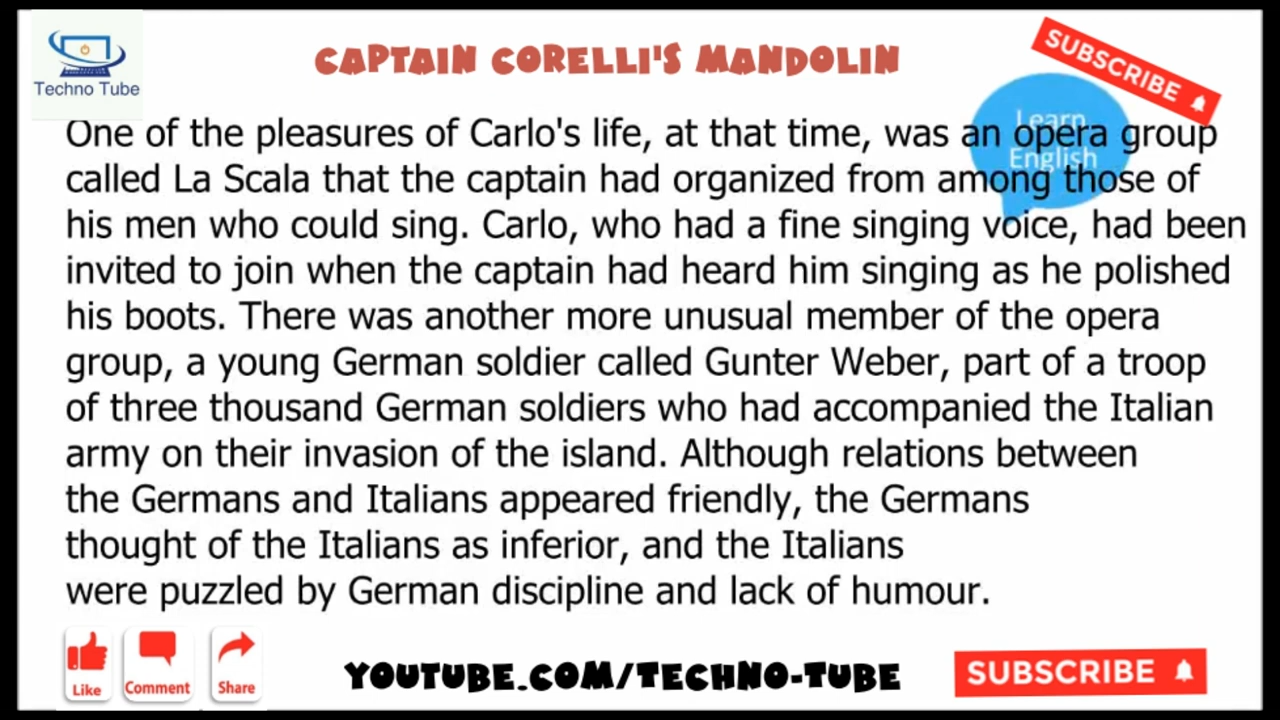 CAPTAIN CORELLI'S MANDOLIN
SUBSCRIBE
Techno Tube
Learn
English
One of the pleasures of Carlo's life, at that time, was an opera group
called La Scala that the captain had organized from among those of
his men who could sing. Carlo, who had a fine singing voice, had been
invited to join when the captain had heard him singing as he polished
his boots. There was another more unusual member of the opera
group, a young German soldier called Gunter Weber, part of a troop
of three thousand German soldiers who had accompanied the Italian
army on their invasion of the island. Although relations between
the Germans and Italians appeared friendly, the Germans
thought of the Italians as inferior, and the Italians
were puzzled by German discipline and lack of humour.
Like
Comment
Share
YOUTUBE.COM/TECHNO-TUBE
SUBSCRIBE